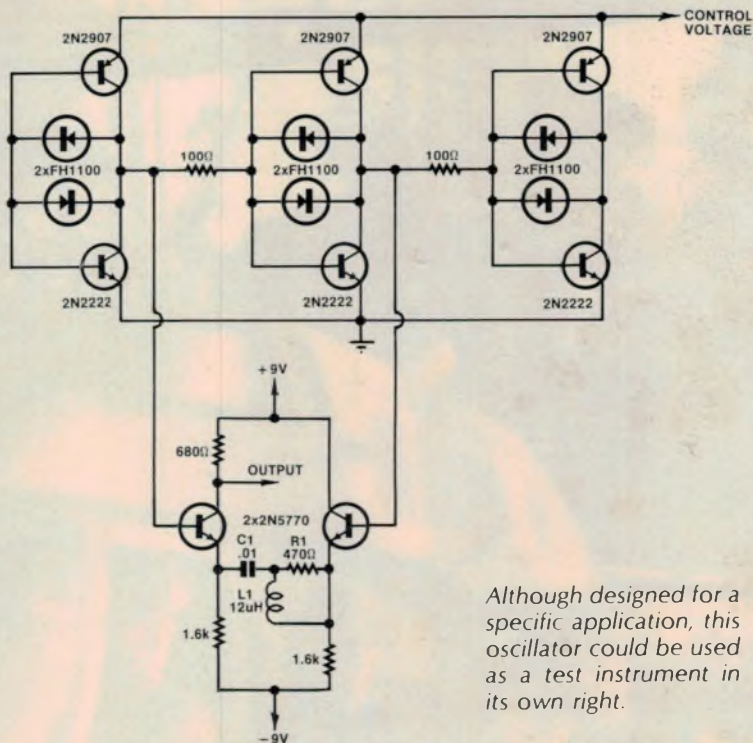 CONTROL
VOLTAGE
2N2907
2N2907
2N2907
100Ω
100Ω
2xFH1100
2xFH1100
2xFH1100
2N2222
2N2222
2N2222
+9V
680Ω
OUTPUT
2x2N5770
C1
.01
R1
470Ω
L1
12uH
1.6k
1.6k
-9V
Although designed for a
specific application, this
oscillator could be used
as a test instrument in
its own right.